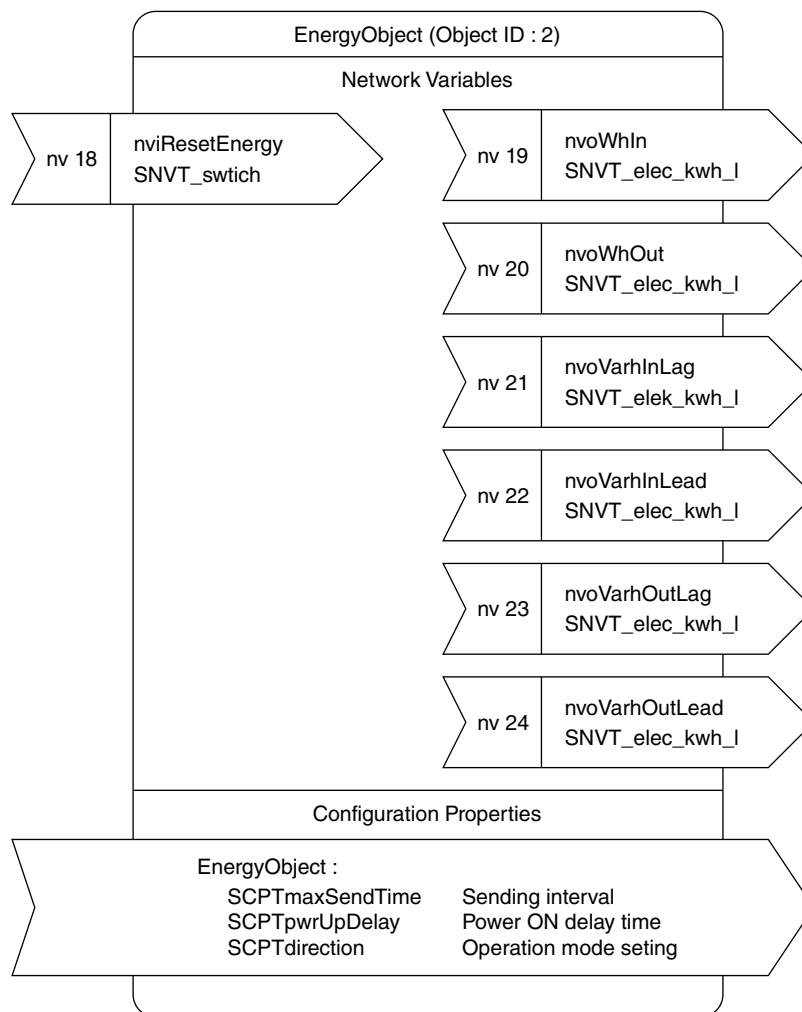 EnergyObject (Object ID : 2)
Network Variables
nv 18
nviResetEnergy
SNVT_swtich
nv 19
nvoWhIn
SNVT_elec_kwh_l
nv 20
nvoWhOut
SNVT_elec_kwh_l
nv 21
nvoVarhInLag
SNVT_elek_kwh_l
nv 22
nvoVarhInLead
SNVT_elec_kwh_l
nv 23
nvoVarhOutLag
SNVT_elec_kwh_l
nv 24
nvoVarhOutLead
SNVT_elec_kwh_l
Configuration Properties
EnergyObject :
SCPTmaxSendTime Sending interval
SCPTpwrUpDelay Power ON delay time
SCPTdirection Operation mode seting